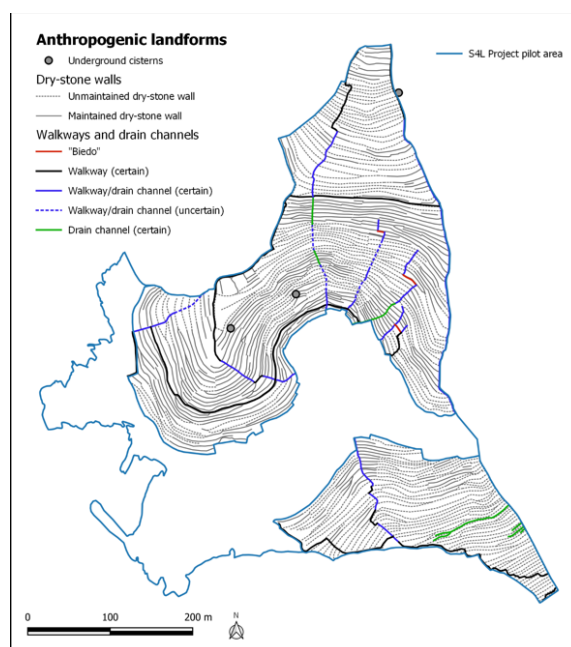 Anthropogenic landforms
Underground cisterns
Dry-stone walls
Unmaintained dry-stone wall
Maintained dry-stone wall
Walkways and drain channels
"Biedo"
Walkway (certain)
Walkway/drain channel (certain)
Walkway/drain channel (uncertain)
Drain channel (certain)
S4L Project pilot area
0 100 200 m
N